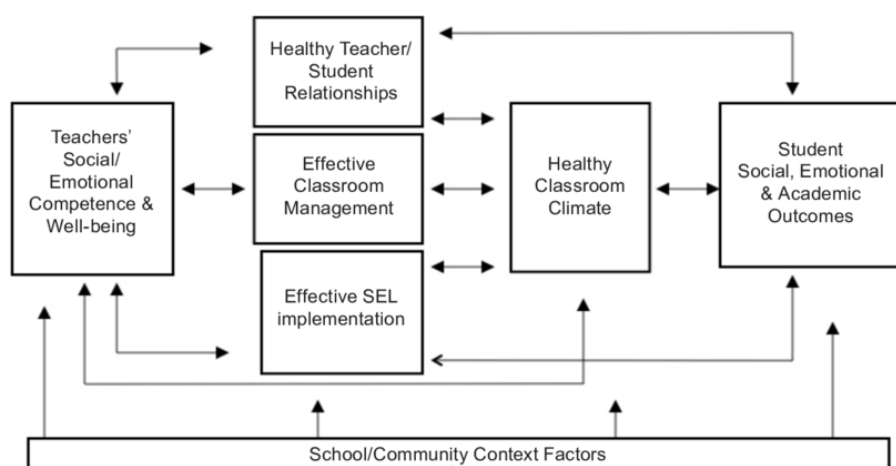 Healthy Teacher/
Student
Relationships
Teachers’
Social/
Emotional
Competence &
Well-being
Effective
Classroom
Management
Healthy
Classroom
Climate
Student
Social, Emotional
& Academic
Outcomes
Effective SEL
implementation
School/Community Context Factors